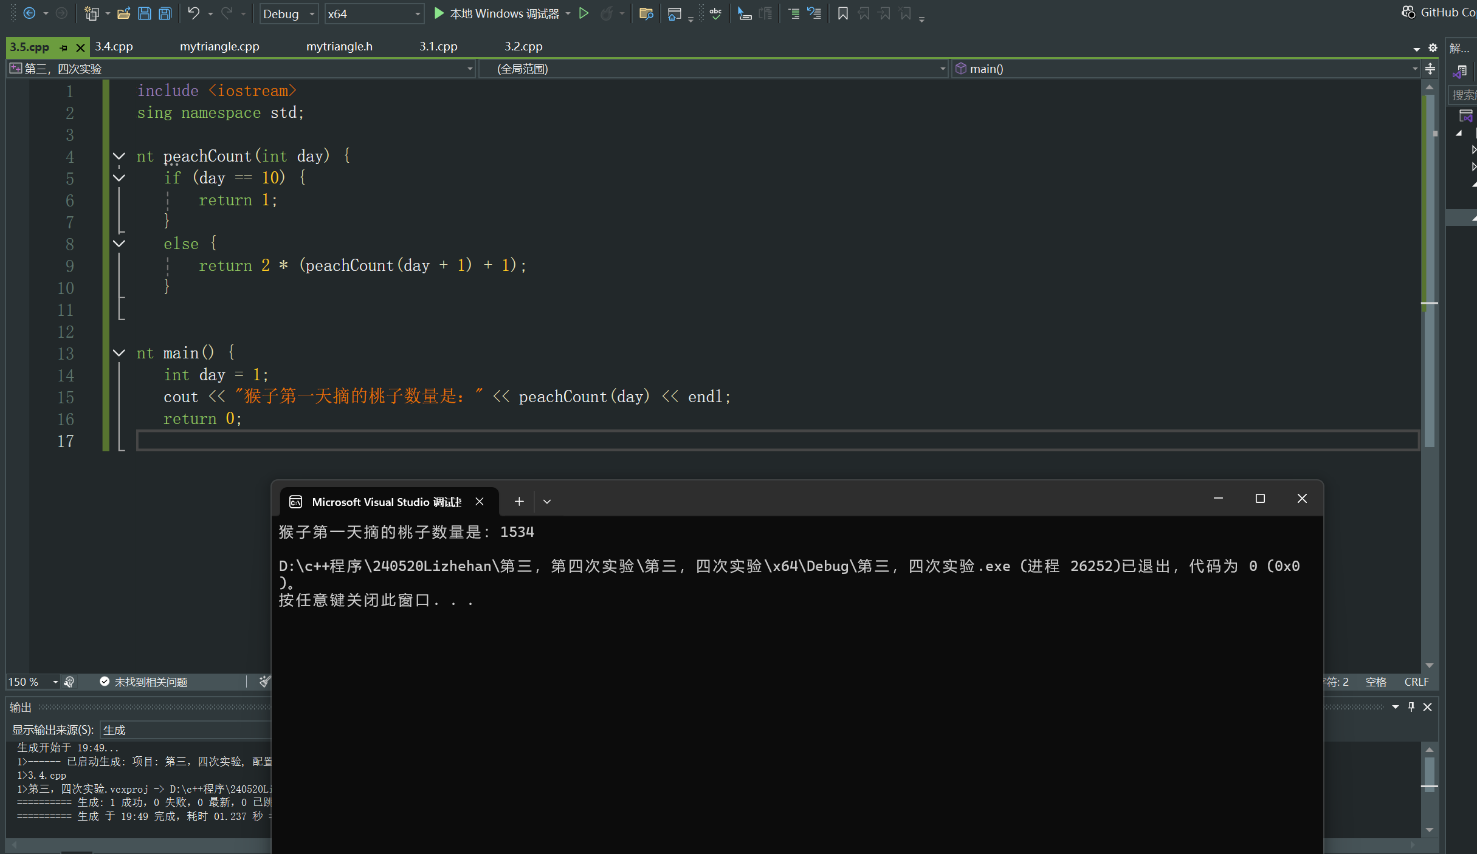 Debug x64 本地 Windows 调试器 GitHub Co
3.5.cpp 3.4.cpp mytriangle.cpp mytriangle.h 3.1.cpp 3.2.cpp 解...
第三，四次实验 (全局范围) main()
搜索
1 include <iostream>
2 sing namespace std;
3
4 nt peachCount(int day) {
5 if (day == 10) {
6 return 1;
7 }
8 else {
9 return 2 * (peachCount(day + 1) + 1);
10 }
11
12
13 nt main() {
14 int day = 1;
15 cout << "猴子第一天摘的桃子数量是：" << peachCount(day) << endl;
16 return 0;
17
Microsoft Visual Studio 调试
猴子第一天摘的桃子数量是：1534
D:\c++程序\240520Lizhehan\第三，第四次实验\第三，四次实验\x64\Debug\第三，四次实验.exe (进程 26252)已退出，代码为 0 (0x0
)。
按任意键关闭此窗口. . .
150 % 未找到相关问题 符: 2 空格 CRLF
输出
显示输出来源(S): 生成
生成开始于 19:49...
1>------ 已启动生成: 项目: 第三，四次实验, 配置
1>3.4.cpp
1>第三，四次实验.vcxproj -> D:\c++程序\240520Li
========== 生成: 1 成功，0 失败，0 最新，0 已跳
========== 生成 于 19:49 完成，耗时 01.237 秒